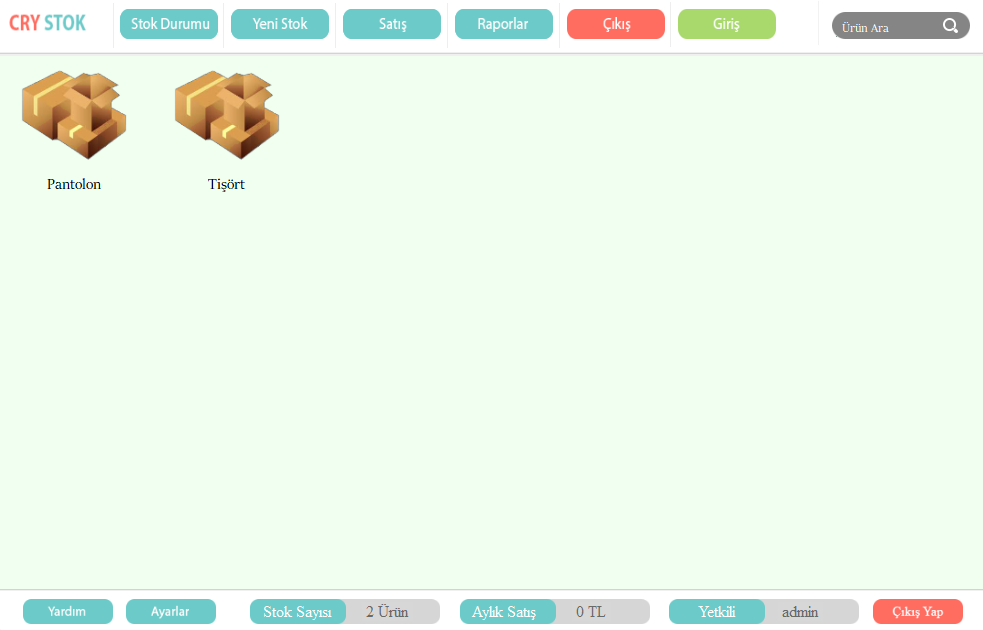 CRY STOK
Stok Durumu
Yeni Stok
Satış
Raporlar
Çıkış
Giriş
Ürün Ara
Pantolon
Tişört
Yardım
Ayarlar
Stok Sayısı
2 Ürün
Aylık Satış
0 TL
Yetkili
admin
Çıkış Yap